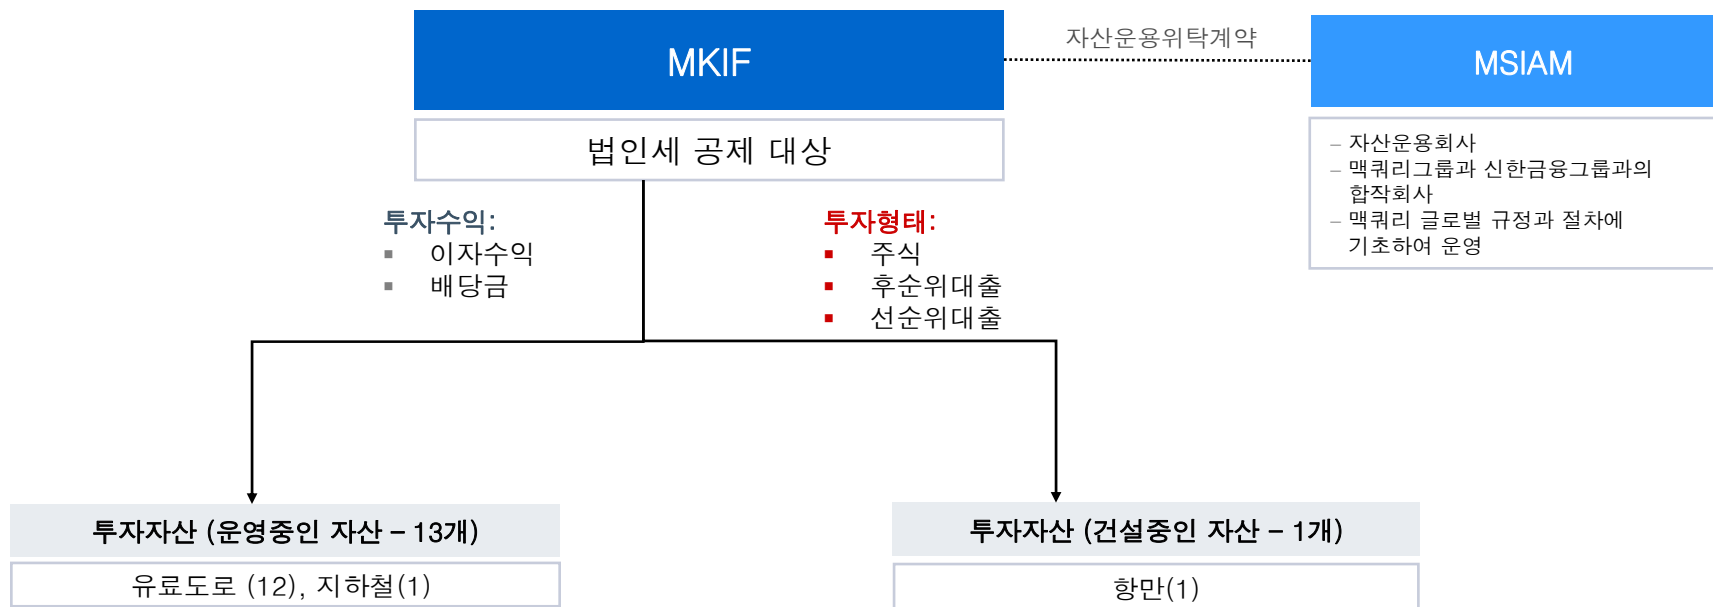 MKIF
자산운용위탁계약
MSIAM
법인세 공제 대상
– 자산운용회사
– 맥쿼리그룹과 신한금융그룹과의
합작회사
– 맥쿼리 글로벌 규정과 절차에
기초하여 운영
투자수익:
▪ 이자수익
▪ 배당금
투자형태:
▪ 주식
▪ 후순위대출
▪ 선순위대출
투자자산 (운영중인 자산 – 13개)
유료도로 (12), 지하철(1)
투자자산 (건설중인 자산 – 1개)
항만(1)